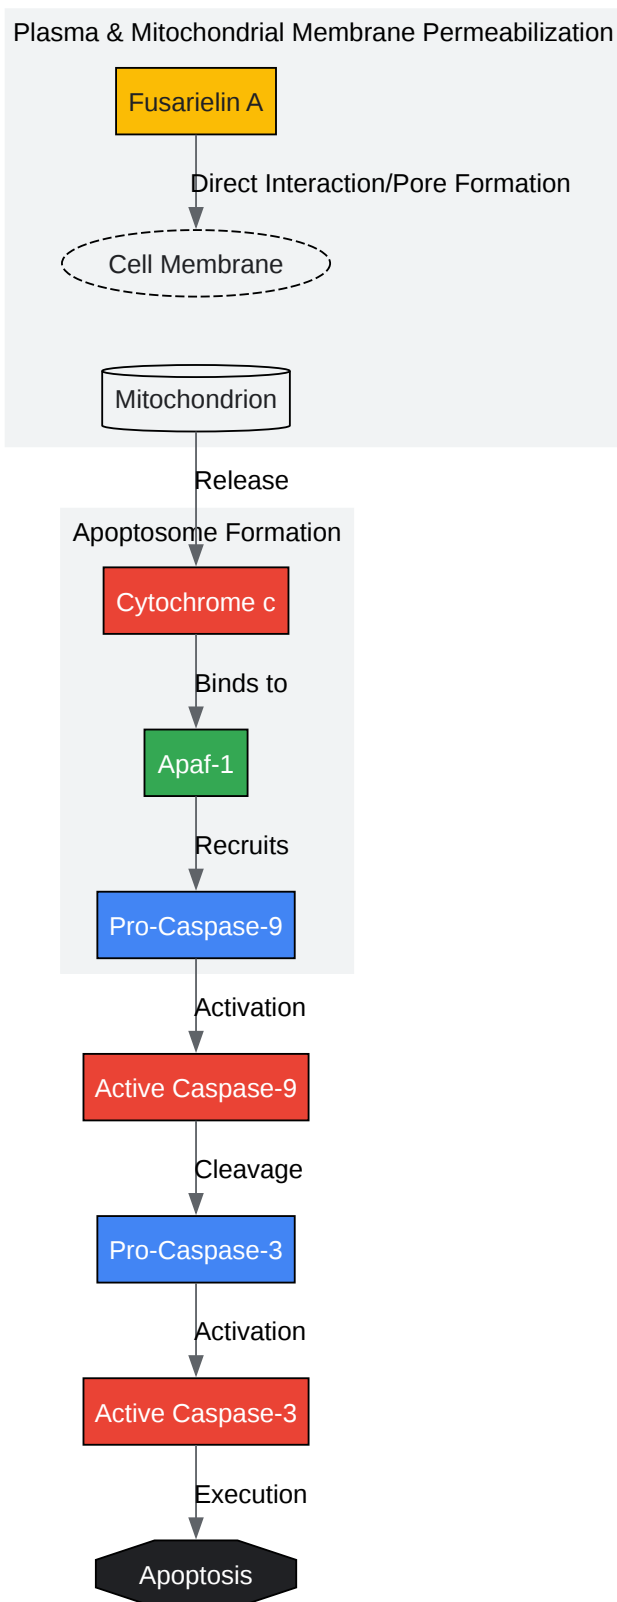 Plasma & Mitochondrial Membrane Permeabilization
Fusarielin A
Direct Interaction/Pore Formation
Cell Membrane
Mitochondrion
Release
Apoptosome Formation
Cytochrome c
Binds to
Apaf-1
Recruits
Pro-Caspase-9
Activation
Active Caspase-9
Cleavage
Pro-Caspase-3
Activation
Active Caspase-3
Execution
Apoptosis